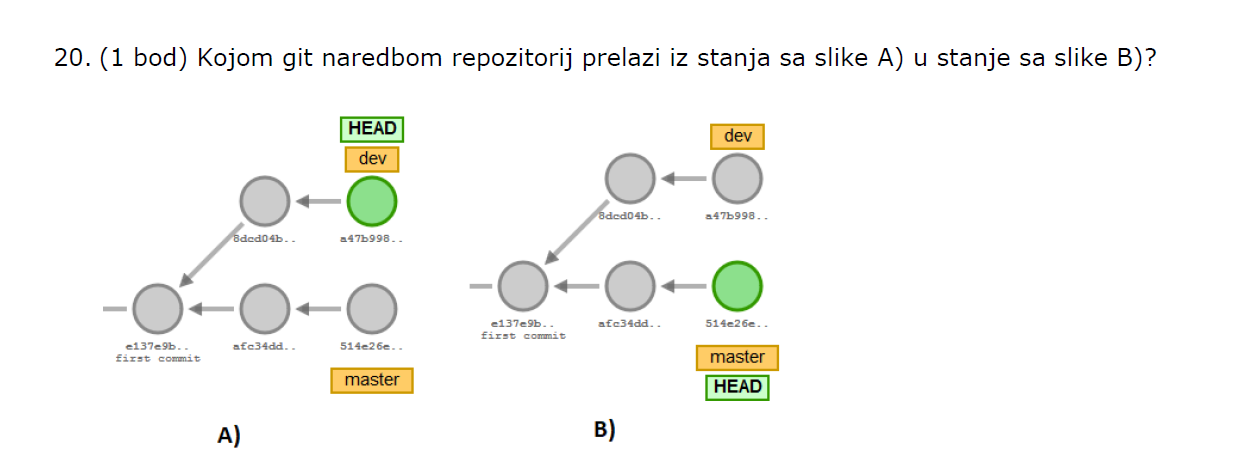 20. (1 bod) Kojom git naredbom repozitorij prelazi iz stanja sa slike A) u stanje sa slike B)?
HEAD
dev
8dcd04b..
a47b998..
e137e9b..
first commit
afc34dd..
514e26e..
master
A)
dev
8dcd04b..
a47b998..
e137e9b..
first commit
afc34dd..
514e26e..
master
HEAD
B)